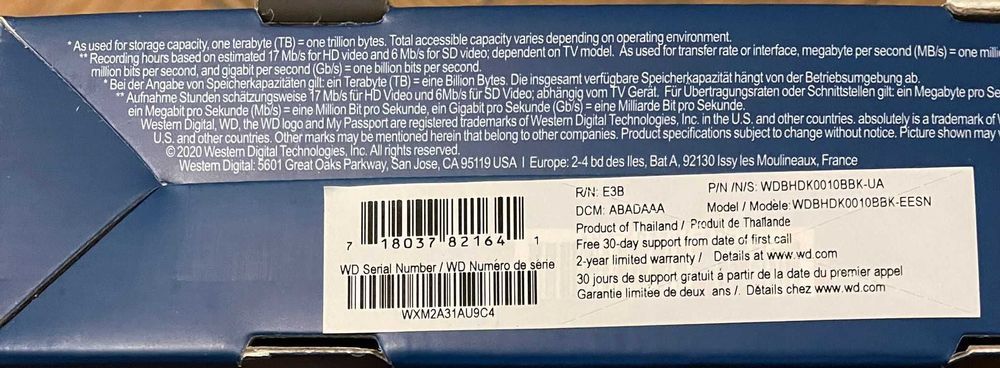 * As used for storage capacity, one terabyte (TB) = one trillion bytes. Total accessible capacity varies depending on operating environment.
** Recording hours based on estimated 17 Mb/s for HD video and 6 Mb/s for SD video; dependent on TV model. As used for transfer rate or interface, megabyte per second (MB/s) = one milli
million bits per second, and gigabit per second (Gb/s) = one billion bits per second.
* Bei der Angabe von Speicherkapazitäten gilt: ein Terabyte (TB) = eine Billion Bytes. Die insgesamt verfügbare Speicherkapazität hängt von der Betriebsumgebung ab.
** Aufnahme Stunden schätzungsweise 17 Mb/s für HD Video und 6Mb/s für SD Video; abhängig vom TV Gerät. Für Übertragungsraten oder Schnittstellen gilt: ein Megabyte pro Se
ein Megabit pro Sekunde (Mb/s) = eine Million Bit pro Sekunde, ein Gigabit pro Sekunde (Gb/s) = eine Milliarde Bit pro Sekunde.
Western Digital, WD, the WD logo and My Passport are registered trademarks of Western Digital Technologies, Inc. in the U.S. and other countries. absolutely is a trademark of W
U.S. and other countries. Other marks may be mentioned herein that belong to other companies. Product specifications subject to change without notice. Picture shown may v
© 2020 Western Digital Technologies, Inc. All rights reserved.
Western Digital: 5601 Great Oaks Parkway, San Jose, CA 95119 USA I Europe: 2-4 bd des Iles, Bat A, 92130 Issy les Moulineaux, France
7 18037 82164 1
WD Serial Number / WD Numéro de série
WXM2A31AU9C4
R/N: E3B P/N /N/S: WDBHDK0010BBK-UA
DCM: ABADAAA Model / Modèle: WDBHDK0010BBK-EESN
Product of Thailand / Produit de Thaïlande
Free 30-day support from date of first call
2-year limited warranty / Details at www.wd.com
30 jours de support gratuit à partir de la date du premier appel
Garantie limitée de deux ans /. Détails chez www.wd.com